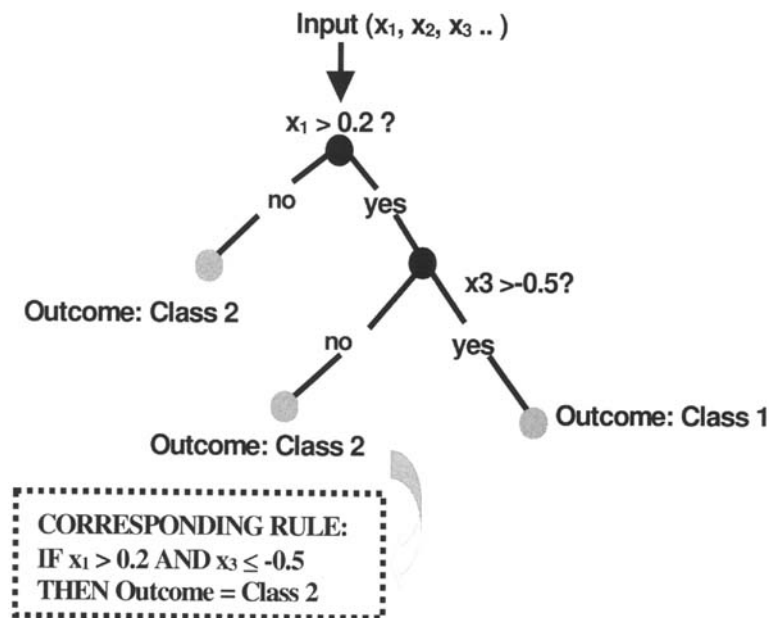 Input (x₁, x₂, x₃ .. )
x₁ > 0.2 ?
no
yes
x3 >-0.5?
Outcome: Class 2
no
yes
Outcome: Class 1
Outcome: Class 2
CORRESPONDING RULE:
IF x₁ > 0.2 AND x₃ ≤ -0.5
THEN Outcome = Class 2